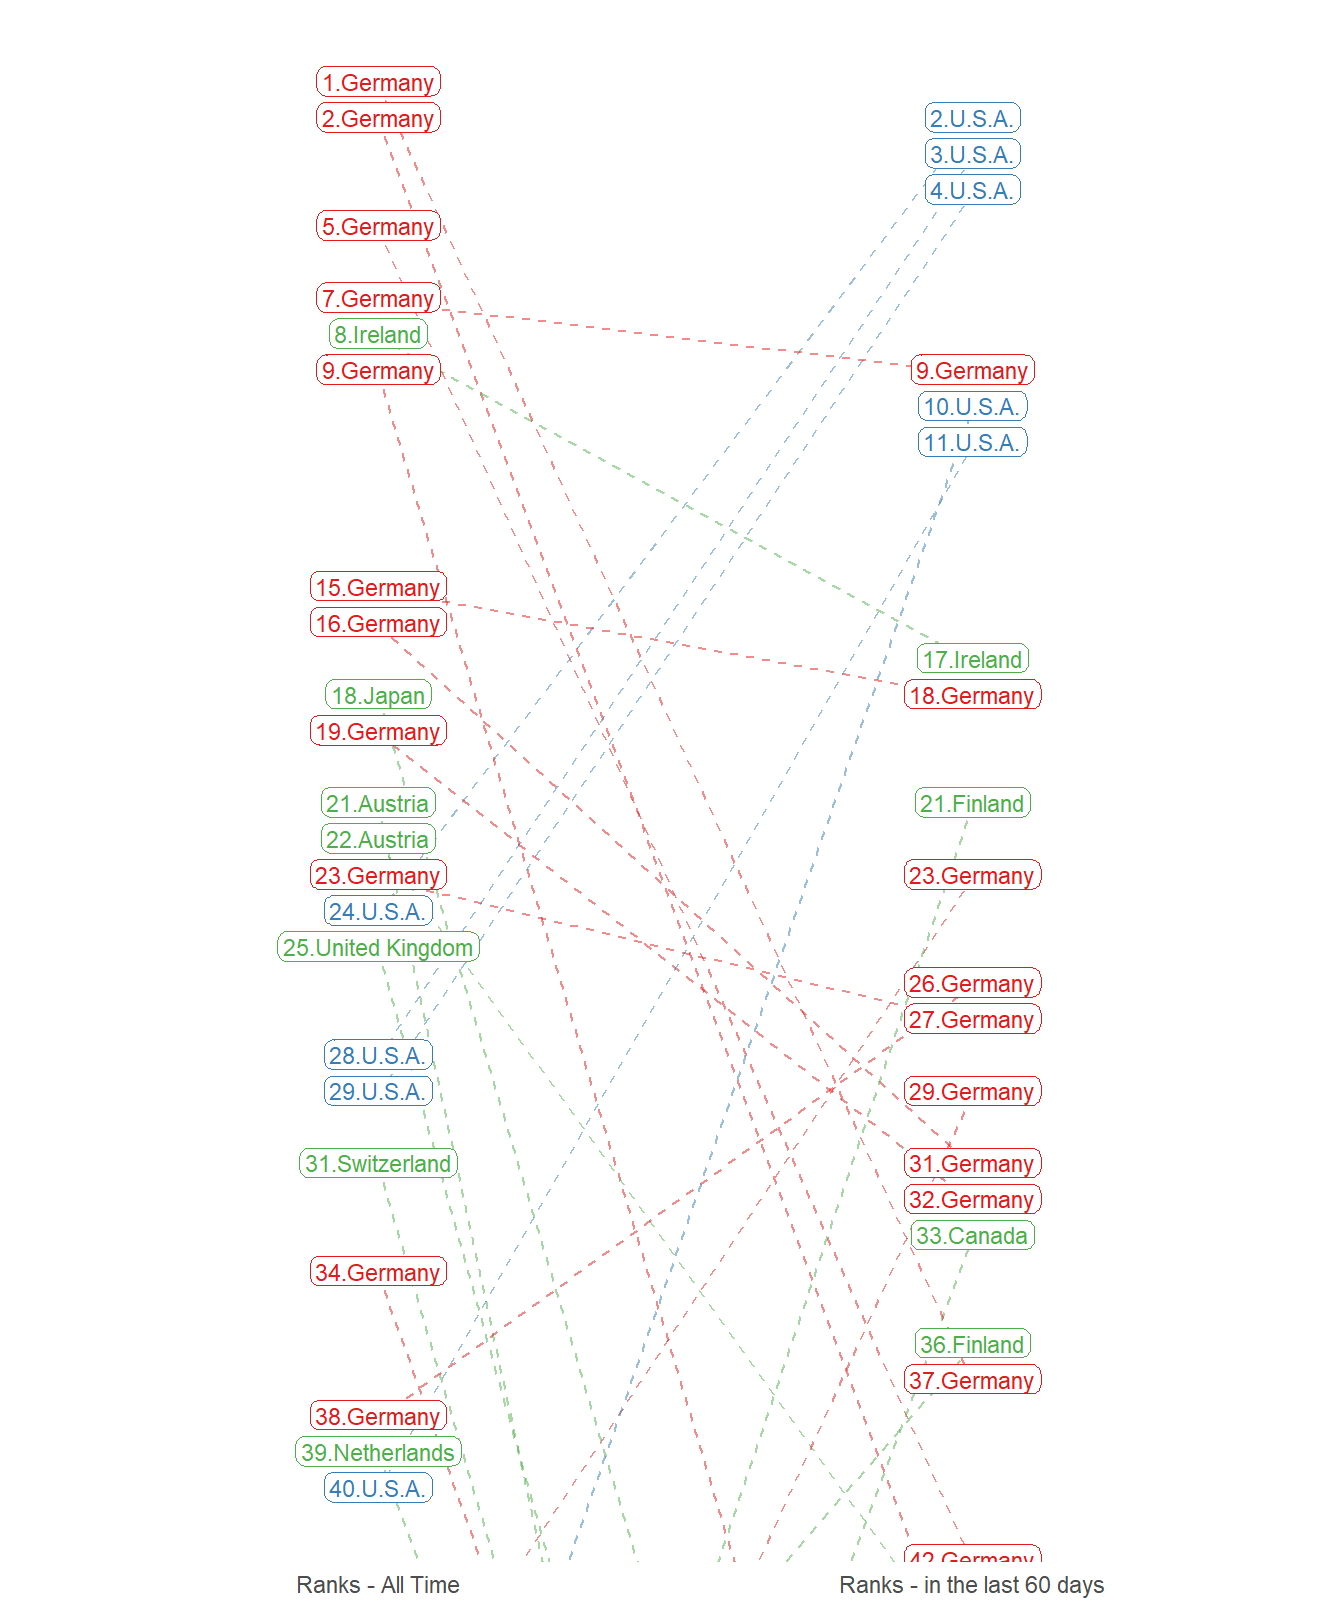 1.Germany
2.Germany
5.Germany
7.Germany
8.Ireland
9.Germany
15.Germany
16.Germany
18.Japan
19.Germany
21.Austria
22.Austria
23.Germany
24.U.S.A.
25.United Kingdom
28.U.S.A.
29.U.S.A.
31.Switzerland
34.Germany
38.Germany
39.Netherlands
40.U.S.A.
2.U.S.A.
3.U.S.A.
4.U.S.A.
9.Germany
10.U.S.A.
11.U.S.A.
17.Ireland
18.Germany
21.Finland
23.Germany
26.Germany
27.Germany
29.Germany
31.Germany
32.Germany
33.Canada
36.Finland
37.Germany
42.Germany
Ranks - All Time
Ranks - in the last 60 days